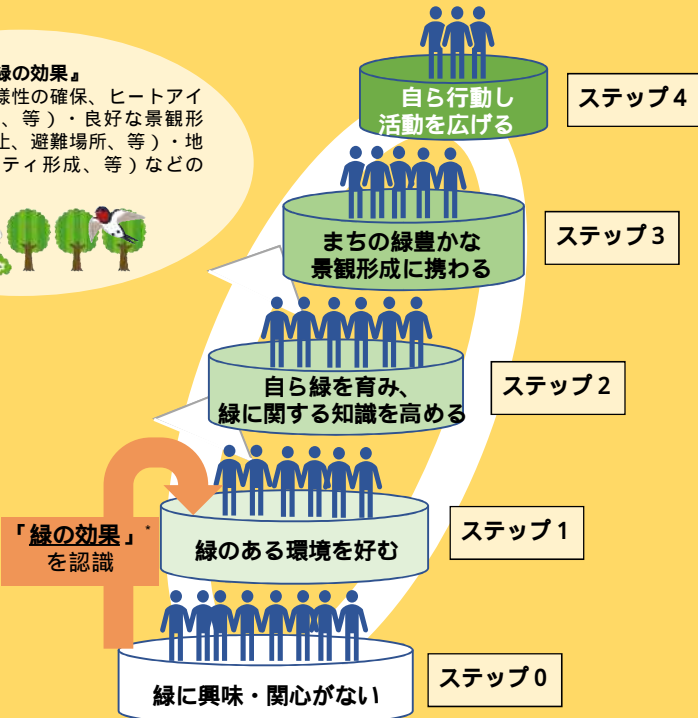 緑の効果』
様性の確保、ヒートアイ
、等)・良好な景観形
止、避難場所、等)・地
ティ形成、等)などの
自ら行動し
活動を広げる
ステップ4
まちの緑豊かな
景観形成に携わる
ステップ3
自ら緑を育み、
緑に関する知識を高める
ステップ2
「緑の効果」*
を認識
緑のある環境を好む
ステップ1
緑に興味・関心がない
ステップ0